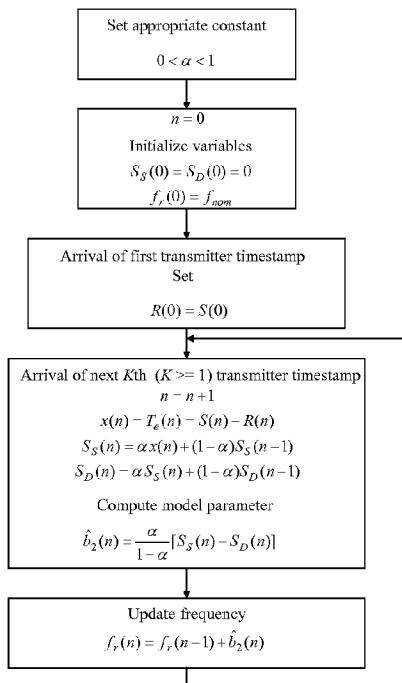 Set appropriate constant
0 < α < 1
n = 0
Initialize variables
S_S(0) = S_D(0) = 0
f_r(0) = f_nom
Arrival of first transmitter timestamp
Set
R(0) = S(0)
Arrival of next Kth (K >= 1) transmitter timestamp
n = n+1
x(n) = T_e(n) = S(n) − R(n)
S_S(n) = αx(n) + (1−α)S_S(n−1)
S_D(n) = αS_S(n) + (1−α)S_D(n−1)
Compute model parameter
b̂_2(n) = α/(1−α) [S_S(n) − S_D(n)]
Update frequency
f_r(n) = f_r(n−1) + b̂_2(n)